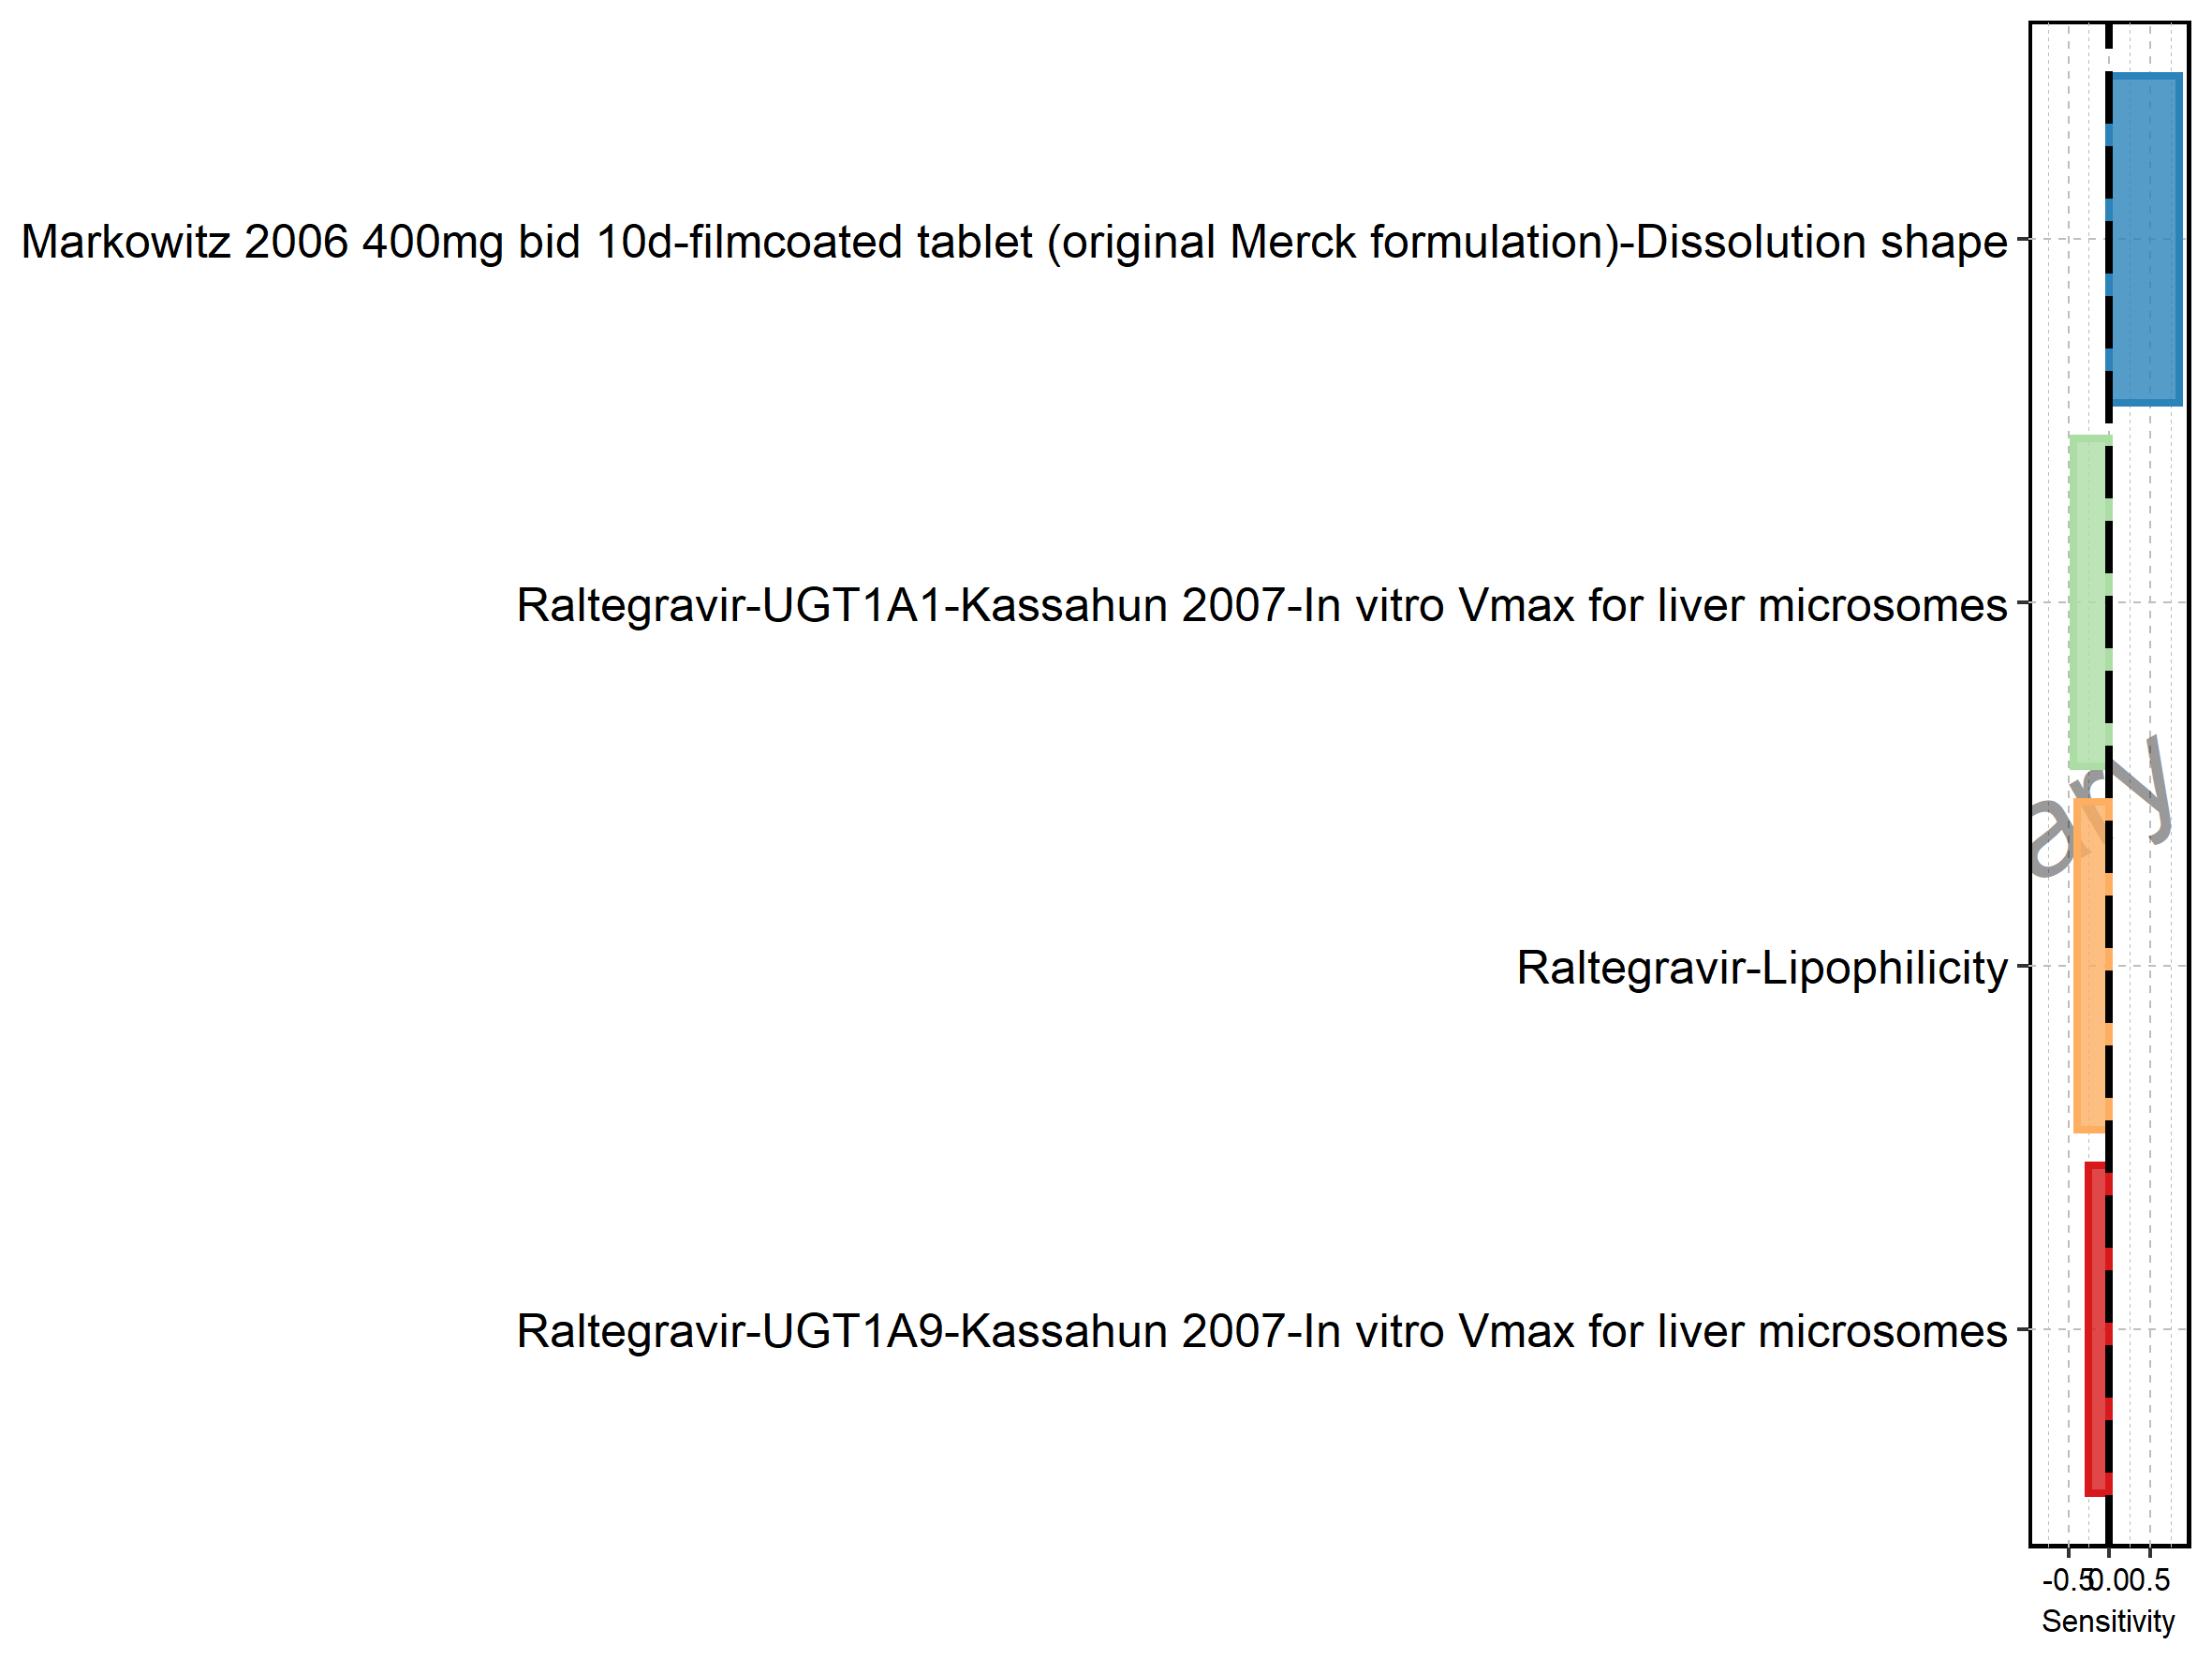 Markowitz 2006 400mg bid 10d-filmcoated tablet (original Merck formulation)-Dissolution shape
Raltegravir-UGT1A1-Kassahun 2007-In vitro Vmax for liver microsomes
ary
Raltegravir-Lipophilicity
Raltegravir-UGT1A9-Kassahun 2007-In vitro Vmax for liver microsomes
-0.5 0.0 0.5
Sensitivity